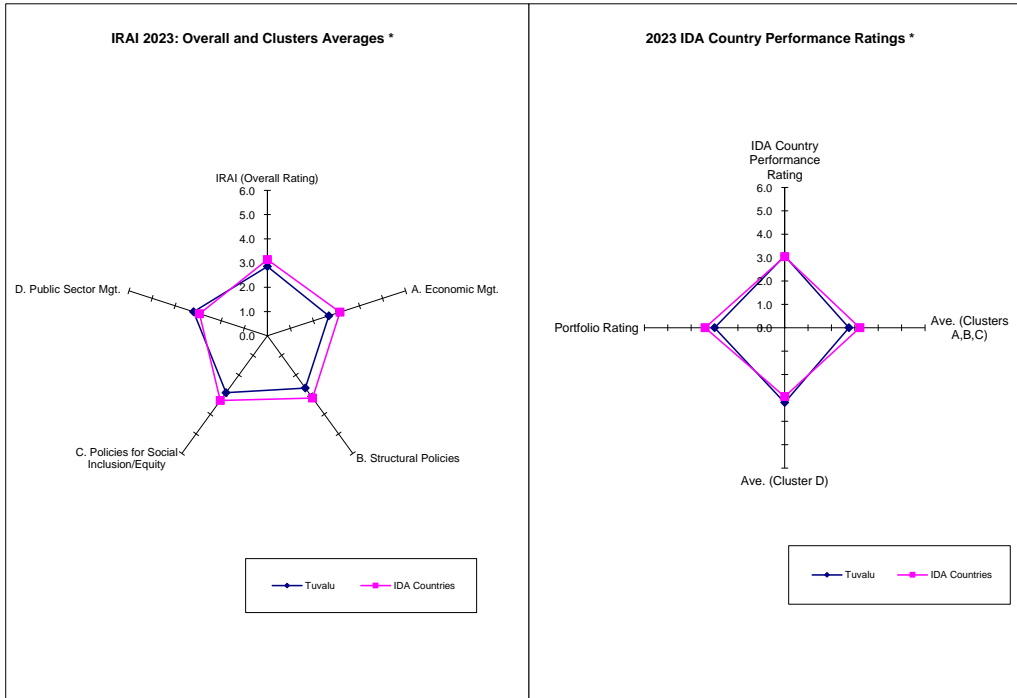 IRAI 2023: Overall and Clusters Averages *
IRAI (Overall Rating)
6.0
5.0
4.0
3.0
2.0
1.0
0.0
A. Economic Mgt.
B. Structural Policies
C. Policies for Social
Inclusion/Equity
D. Public Sector Mgt.
Tuvalu
IDA Countries
2023 IDA Country Performance Ratings *
IDA Country
Performance
Rating
6.0
5.0
4.0
3.0
2.0
1.0
0.0
Ave. (Clusters
A,B,C)
Ave. (Cluster D)
Portfolio Rating
Tuvalu
IDA Countries